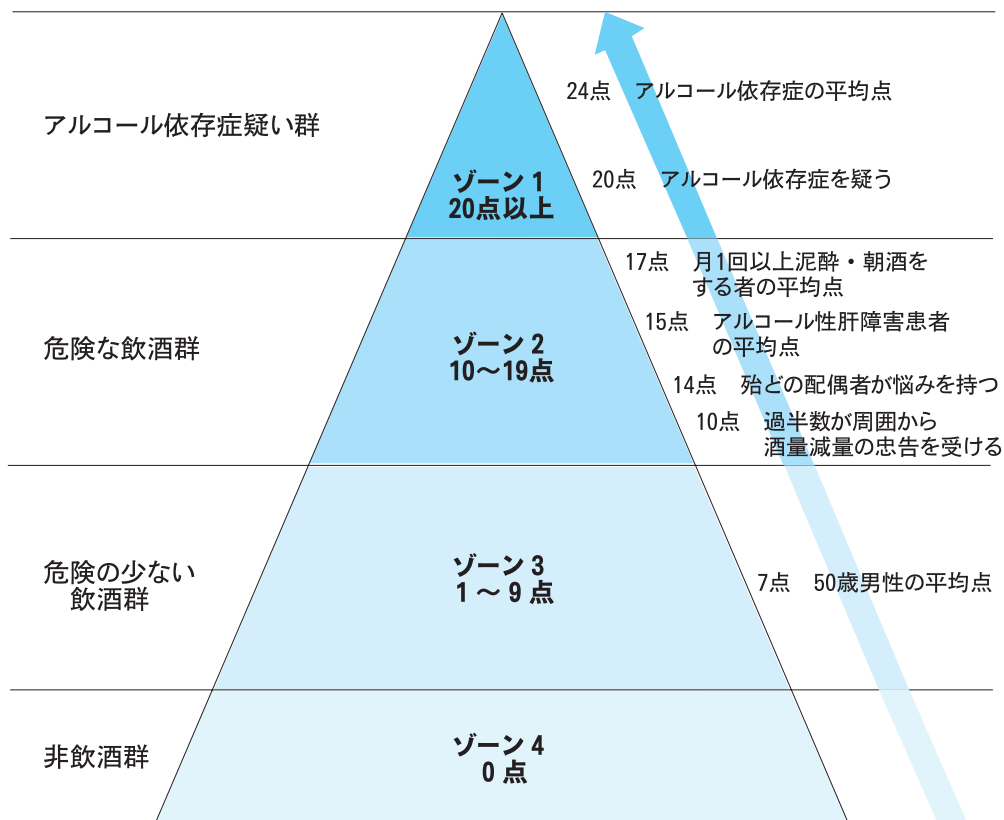 アルコール依存症疑い群
ゾーン 1
20点以上
24点 アルコール依存症の平均点
20点 アルコール依存症を疑う
危険な飲酒群
ゾーン 2
10〜19点
17点 月1回以上泥酔・朝酒を
する者の平均点
15点 アルコール性肝障害患者
の平均点
14点 殆どの配偶者が悩みを持つ
10点 過半数が周囲から
酒量減量の忠告を受ける
危険の少ない
飲酒群
ゾーン 3
1 〜 9 点
7点 50歳男性の平均点
非飲酒群
ゾーン 4
0 点